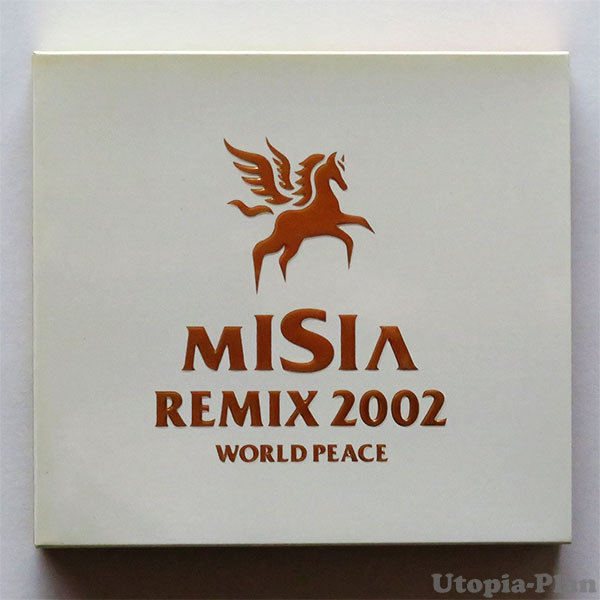 MISIA
REMIX 2002
WORLD PEACE
Utopia-Plan